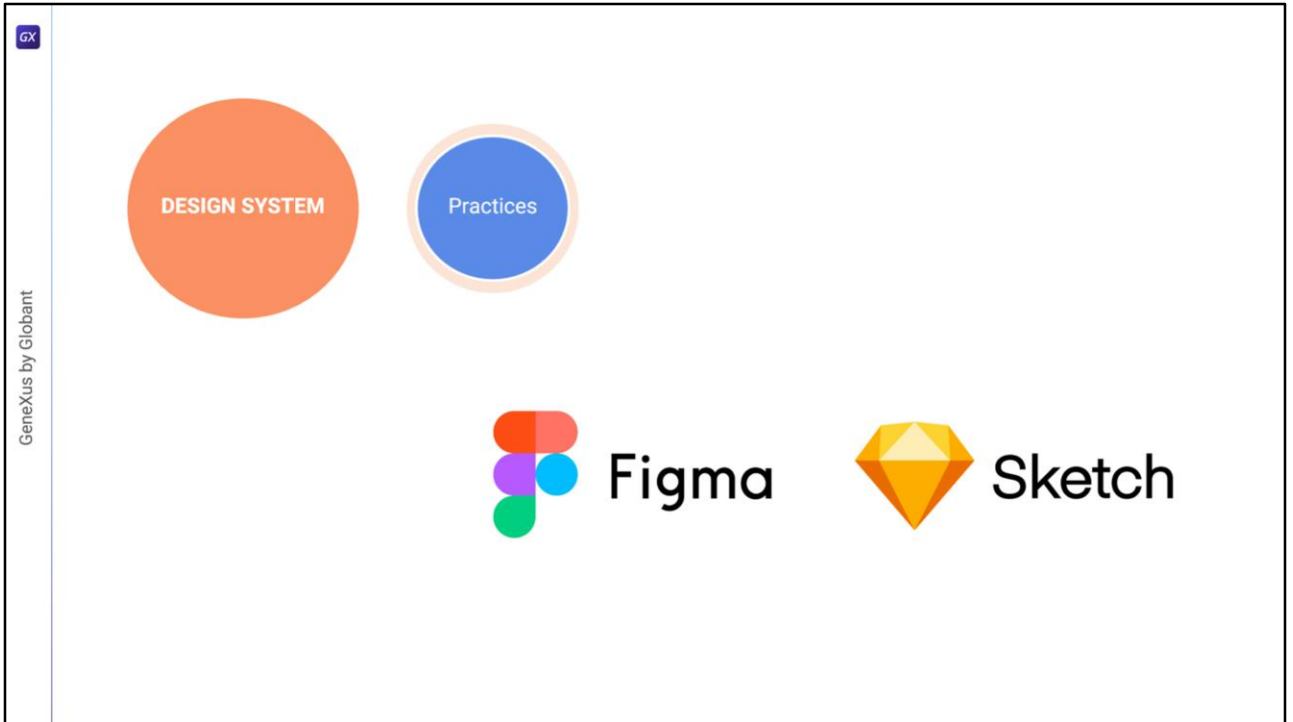 GX
GeneXus by Globant
DESIGN SYSTEM
Practices
Figma
Sketch